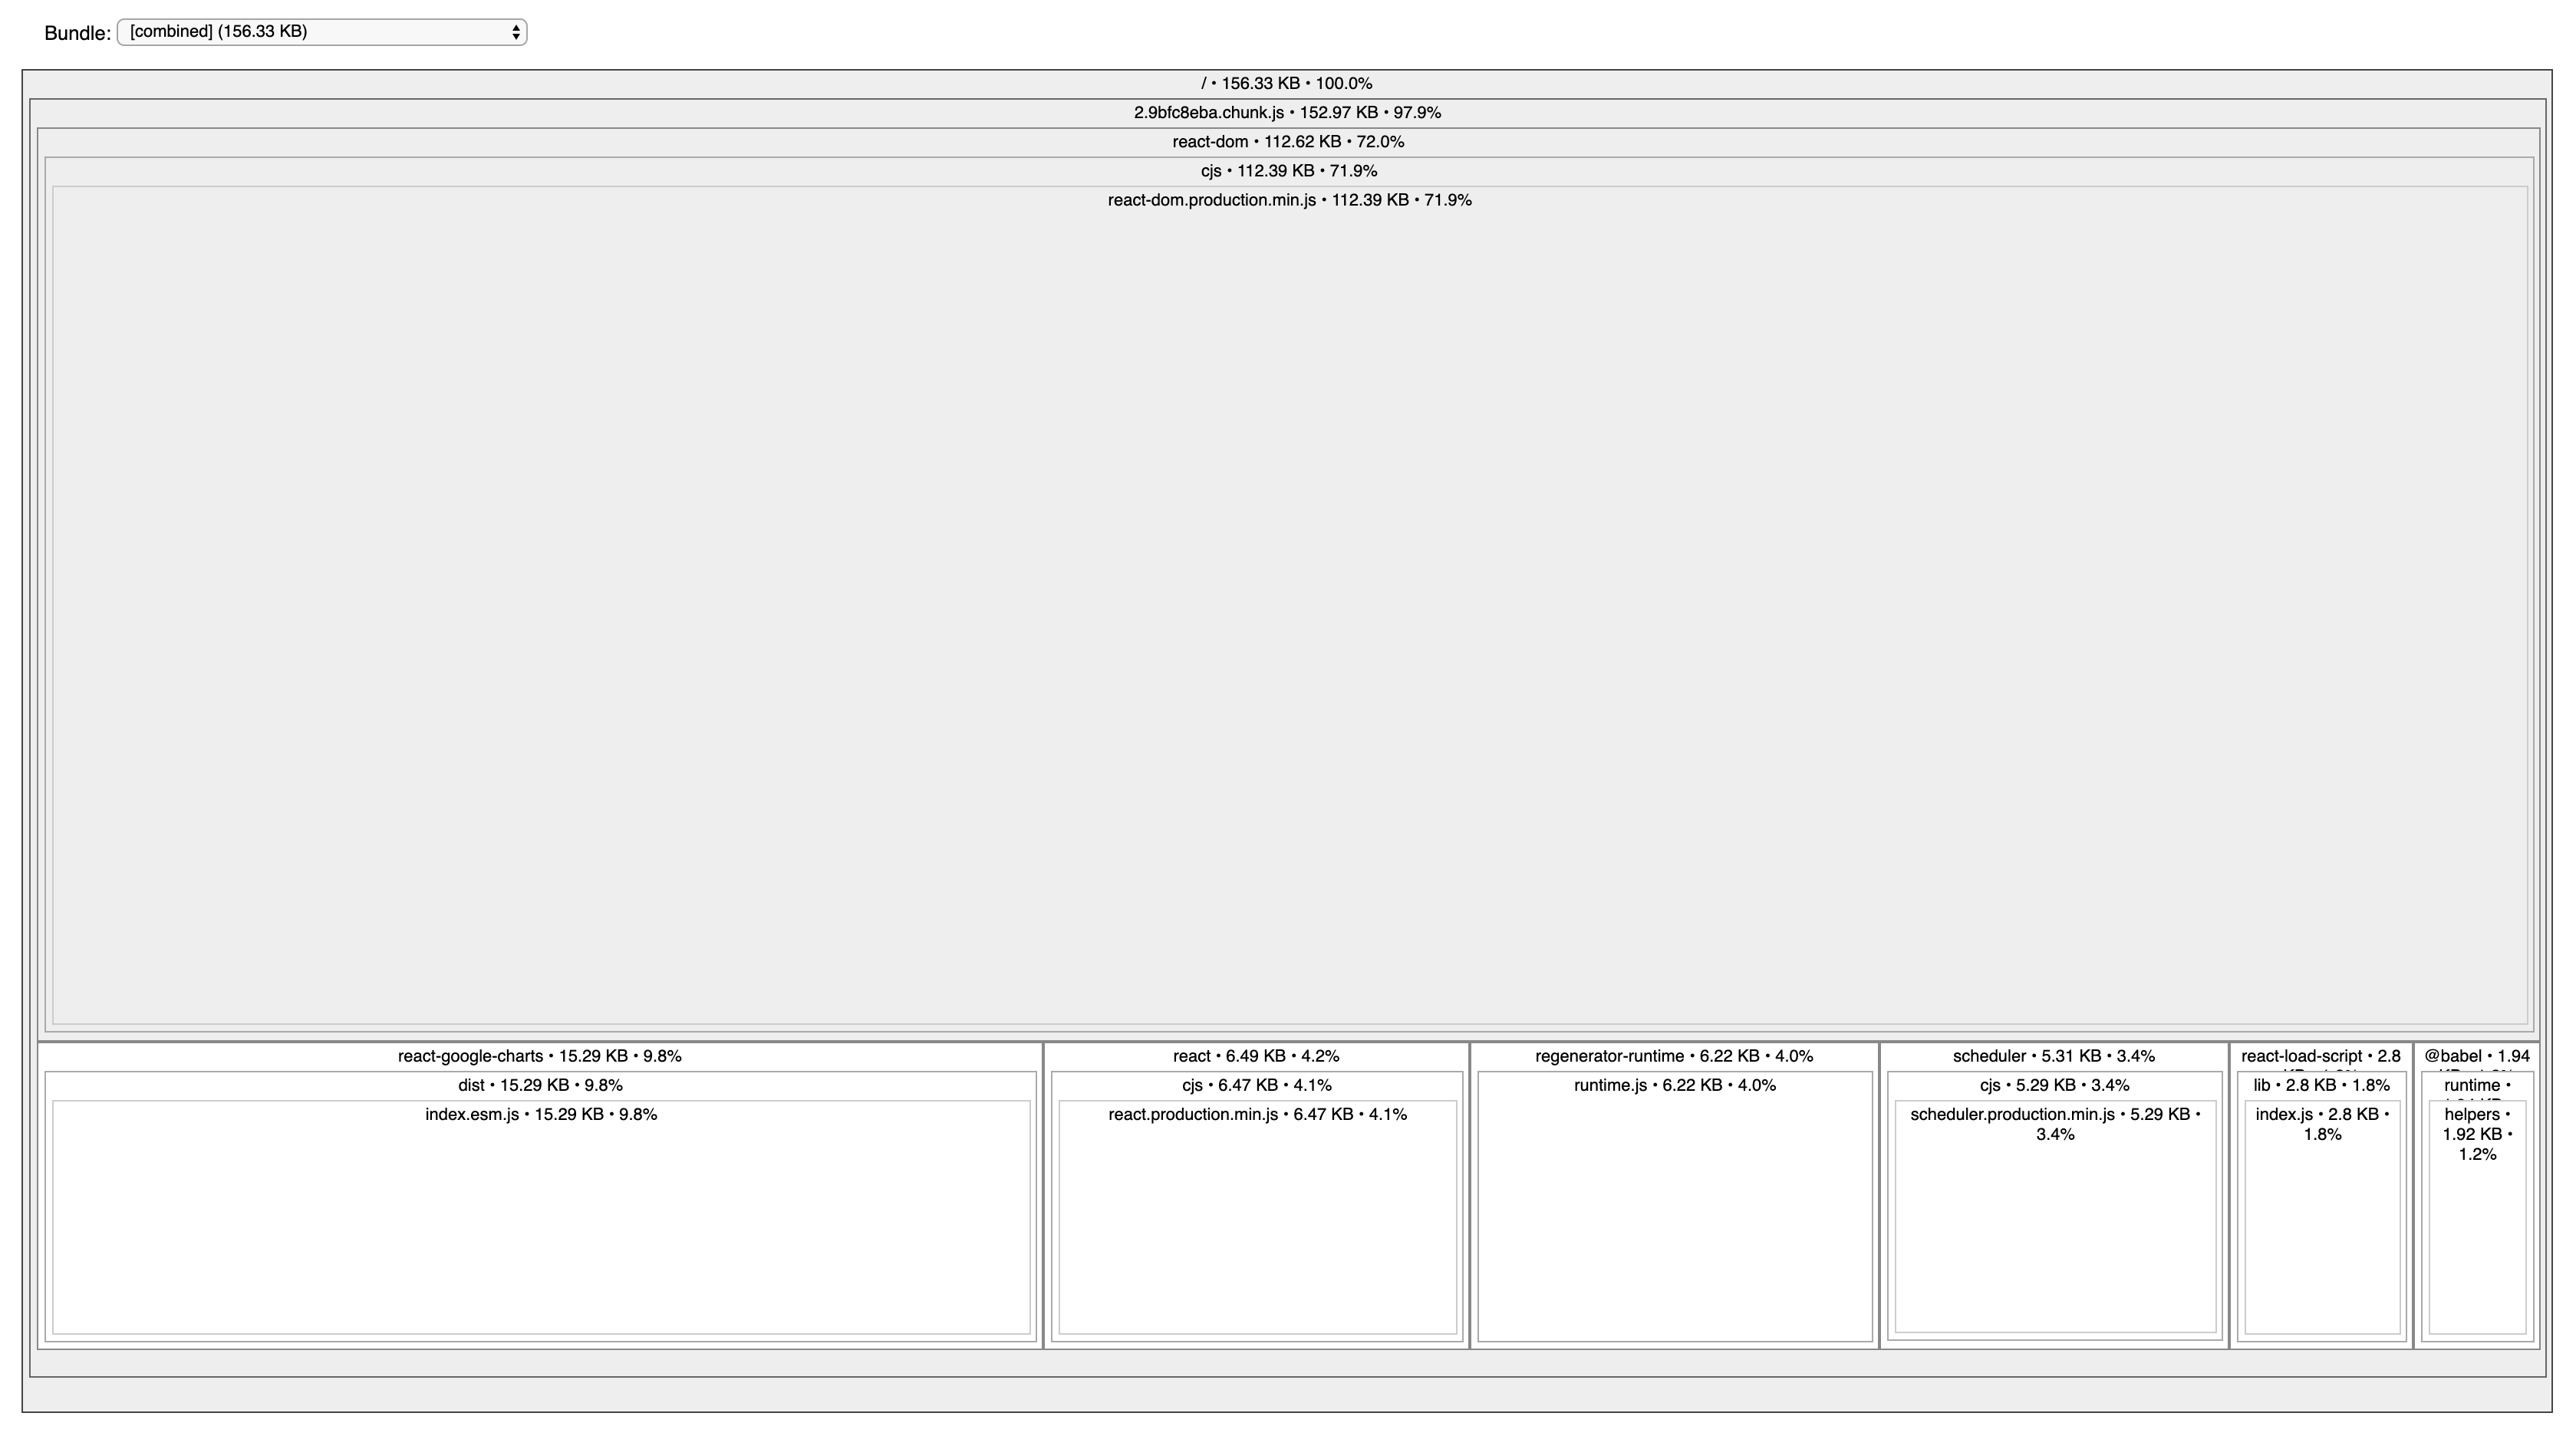 Bundle: [combined] (156.33 KB)
/ • 156.33 KB • 100.0%
2.9bfc8eba.chunk.js • 152.97 KB • 97.9%
react-dom • 112.62 KB • 72.0%
cjs • 112.39 KB • 71.9%
react-dom.production.min.js • 112.39 KB • 71.9%
react-google-charts • 15.29 KB • 9.8%
dist • 15.29 KB • 9.8%
index.esm.js • 15.29 KB • 9.8%
react • 6.49 KB • 4.2%
cjs • 6.47 KB • 4.1%
react.production.min.js • 6.47 KB • 4.1%
regenerator-runtime • 6.22 KB • 4.0%
runtime.js • 6.22 KB • 4.0%
scheduler • 5.31 KB • 3.4%
cjs • 5.29 KB • 3.4%
scheduler.production.min.js • 5.29 KB •
3.4%
react-load-script • 2.8
lib • 2.8 KB • 1.8%
index.js • 2.8 KB •
1.8%
@babel • 1.94
runtime •
helpers •
1.92 KB •
1.2%